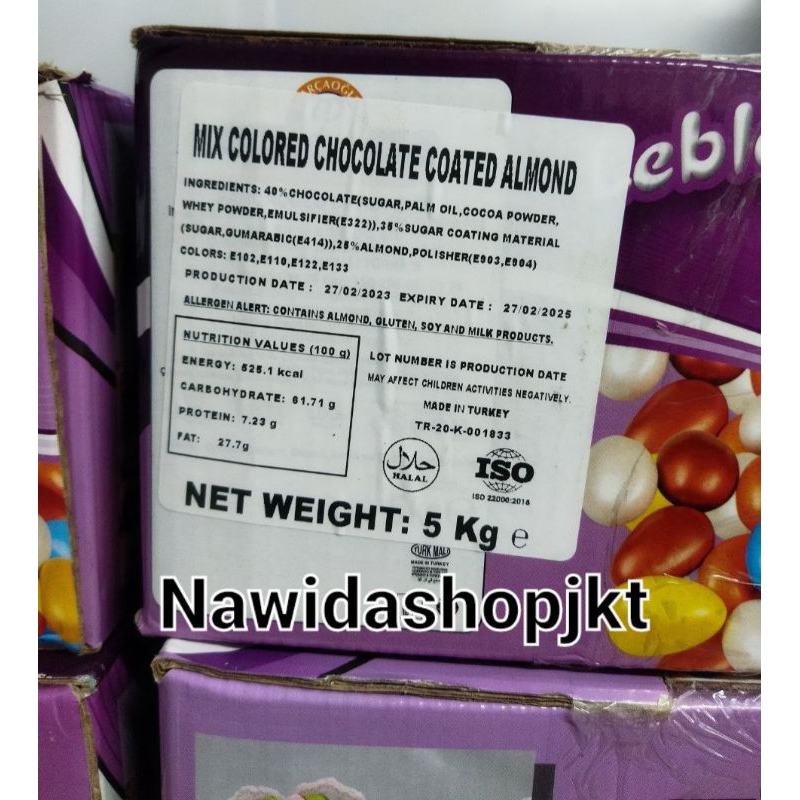 MIX COLORED CHOCOLATE COATED ALMOND
INGREDIENTS: 40%CHOCOLATE(SUGAR,PALM OIL,COCOA POWDER,
WHEY POWDER,EMULSIFIER(E322)),35%SUGAR COATING MATERIAL
(SUGAR,GUMARABIC(E414)),25%ALMOND,POLISHER(E903,E904)
COLORS: E102,E110,E122,E133
PRODUCTION DATE : 27/02/2023 EXPIRY DATE : 27/02/2025
ALLERGEN ALERT: CONTAINS ALMOND, GLUTEN, SOY AND MILK PRODUCTS.
NUTRITION VALUES (100 g)
ENERGY: 525.1 kcal
CARBOHYDRATE: 61.71 g
PROTEIN: 7.23 g
FAT: 27.7g
LOT NUMBER IS PRODUCTION DATE
MAY AFFECT CHILDREN ACTIVITIES NEGATIVELY.
MADE IN TURKEY
TR-20-K-001833
حلال
HALAL
ISO
ISO 22000:2018
NET WEIGHT: 5 Kg e
TURK MALI
MADE IN TURKEY
Nawidashopjkt